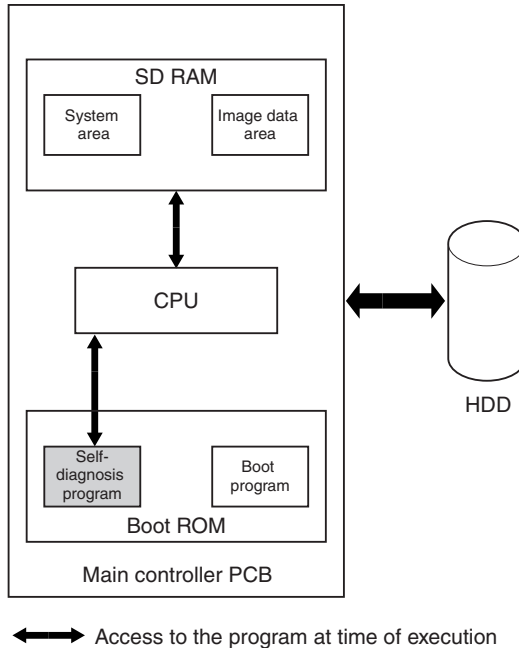 SD RAM
System
area
Image data
area
CPU
HDD
Self-
diagnosis
program
Boot
program
Boot ROM
Main controller PCB
Access to the program at time of execution